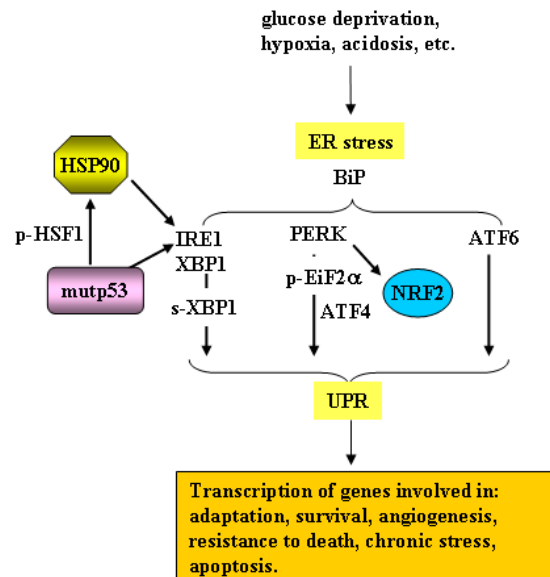 glucose deprivation,
hypoxia, acidosis, etc.
ER stress
BiP
HSP90
p-HSF1
mutp53
IRE1
XBP1
s-XBP1
PERK
p-EiF2α
ATF4
NRF2
ATF6
UPR
Transcription of genes involved in:
adaptation, survival, angiogenesis,
resistance to death, chronic stress,
apoptosis.